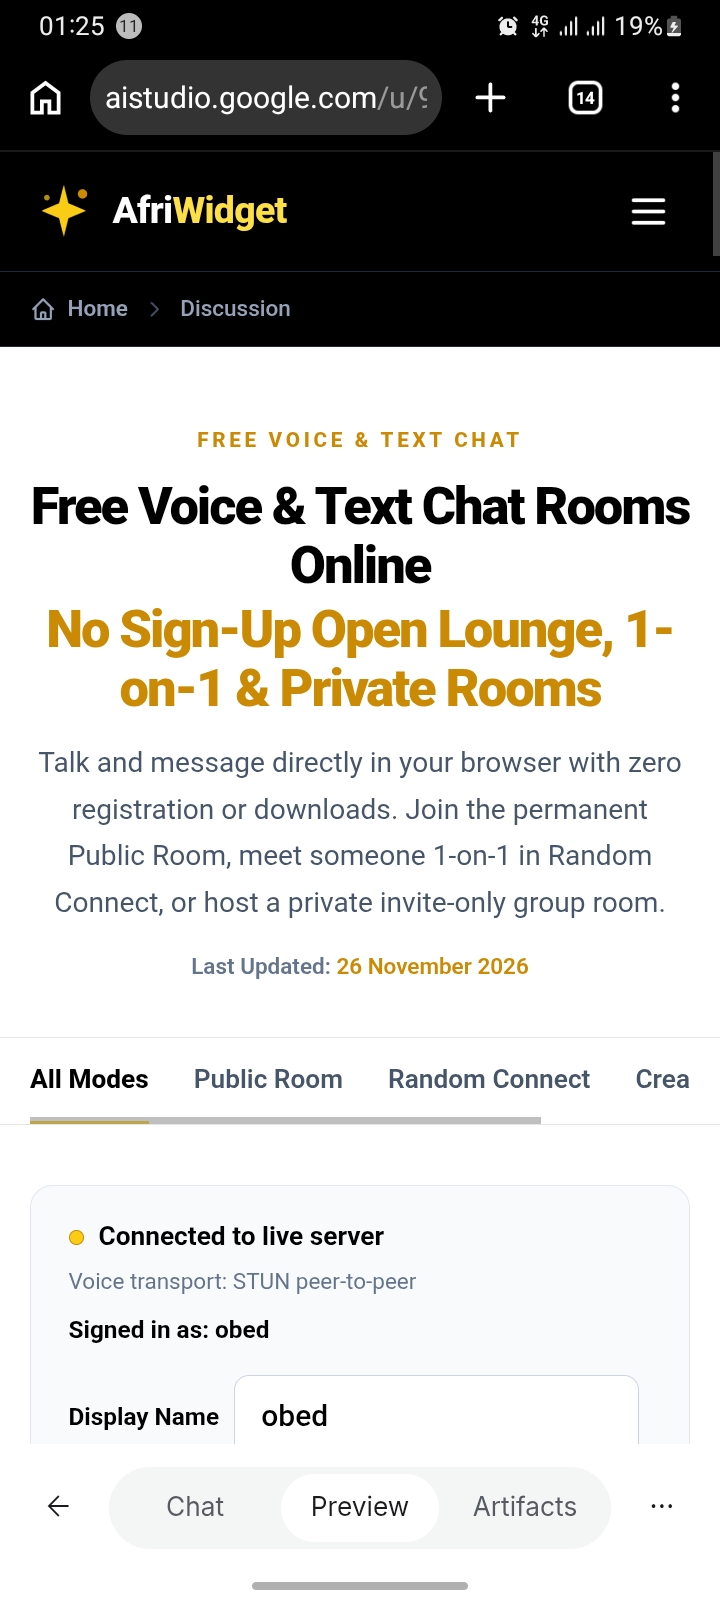 01:25 11 4G 19%
aistudio.google.com/u/9 14
AfriWidget
Home Discussion
FREE VOICE & TEXT CHAT
Free Voice & Text Chat Rooms
Online
No Sign-Up Open Lounge, 1-
on-1 & Private Rooms
Talk and message directly in your browser with zero
registration or downloads. Join the permanent
Public Room, meet someone 1-on-1 in Random
Connect, or host a private invite-only group room.
Last Updated: 26 November 2026
All Modes Public Room Random Connect Crea
Connected to live server
Voice transport: STUN peer-to-peer
Signed in as: obed
Display Name obed
Chat Preview Artifacts